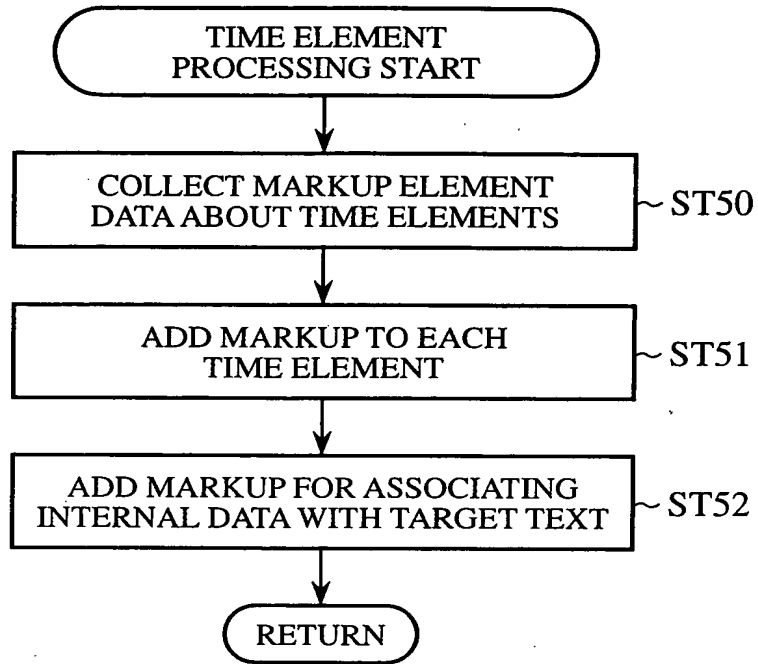 TIME ELEMENT
PROCESSING START
COLLECT MARKUP ELEMENT
DATA ABOUT TIME ELEMENTS
ST50
ADD MARKUP TO EACH
TIME ELEMENT
ST51
ADD MARKUP FOR ASSOCIATING
INTERNAL DATA WITH TARGET TEXT
ST52
RETURN